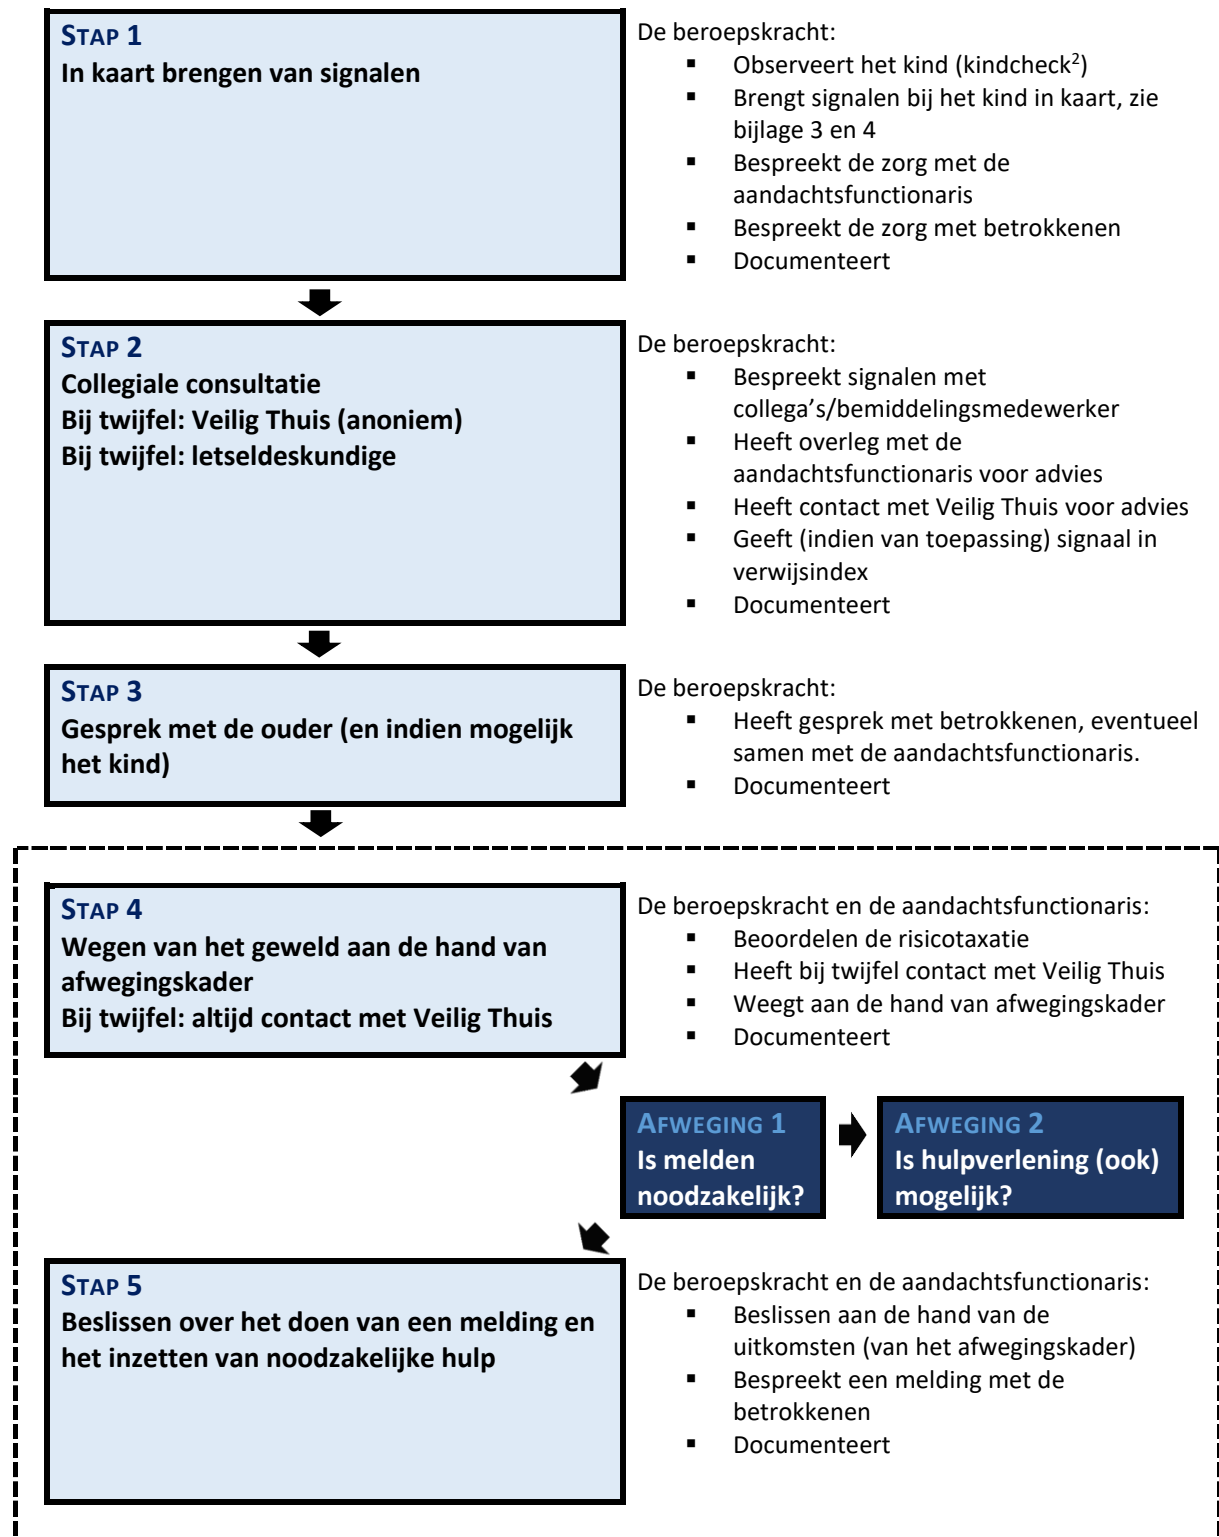 STAP 1
In kaart brengen van signalen
De beroepskracht:
▪ Observeert het kind (kindcheck²)
▪ Brengt signalen bij het kind in kaart, zie
bijlage 3 en 4
▪ Bespreekt de zorg met de
aandachtsfunctionaris
▪ Bespreekt de zorg met betrokkenen
▪ Documenteert
STAP 2
Collegiale consultatie
Bij twijfel: Veilig Thuis (anoniem)
Bij twijfel: letseldeskundige
De beroepskracht:
▪ Bespreekt signalen met
collega's/bemiddelingsmedewerker
▪ Heeft overleg met de
aandachtsfunctionaris voor advies
▪ Heeft contact met Veilig Thuis voor advies
▪ Geeft (indien van toepassing) signaal in
verwijsindex
▪ Documenteert
STAP 3
Gesprek met de ouder (en indien mogelijk
het kind)
De beroepskracht:
▪ Heeft gesprek met betrokkenen, eventueel
samen met de aandachtsfunctionaris.
▪ Documenteert
STAP 4
Wegen van het geweld aan de hand van
afwegingskader
Bij twijfel: altijd contact met Veilig Thuis
De beroepskracht en de aandachtsfunctionaris:
▪ Beoordelen de risicotaxatie
▪ Heeft bij twijfel contact met Veilig Thuis
▪ Weegt aan de hand van afwegingskader
▪ Documenteert
AFWEGING 1
Is melden
noodzakelijk?
AFWEGING 2
Is hulpverlening (ook)
mogelijk?
STAP 5
Beslissen over het doen van een melding en
het inzetten van noodzakelijke hulp
De beroepskracht en de aandachtsfunctionaris:
▪ Beslissen aan de hand van de
uitkomsten (van het afwegingskader)
▪ Bespreekt een melding met de
betrokkenen
▪ Documenteert